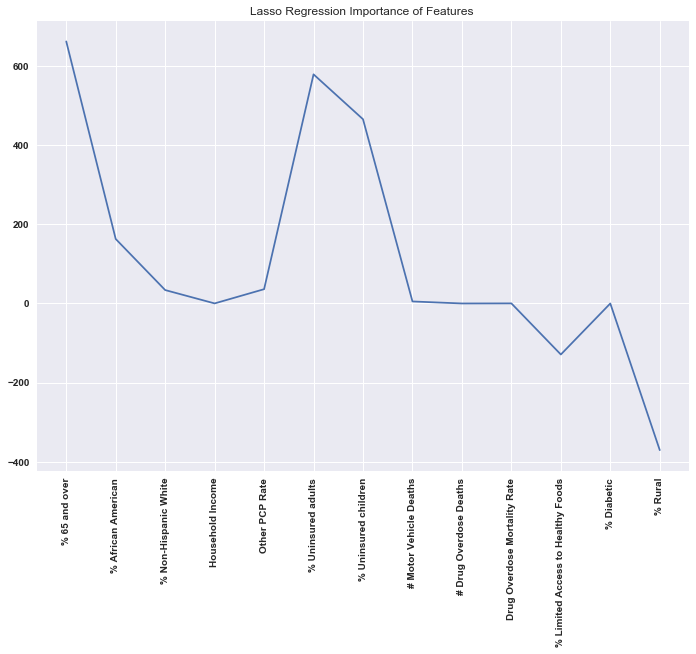 Lasso Regression Importance of Features
600
400
200
0
−200
−400
% 65 and over
% African American
% Non-Hispanic White
Household Income
Other PCP Rate
% Uninsured adults
% Uninsured children
# Motor Vehicle Deaths
# Drug Overdose Deaths
Drug Overdose Mortality Rate
% Limited Access to Healthy Foods
% Diabetic
% Rural